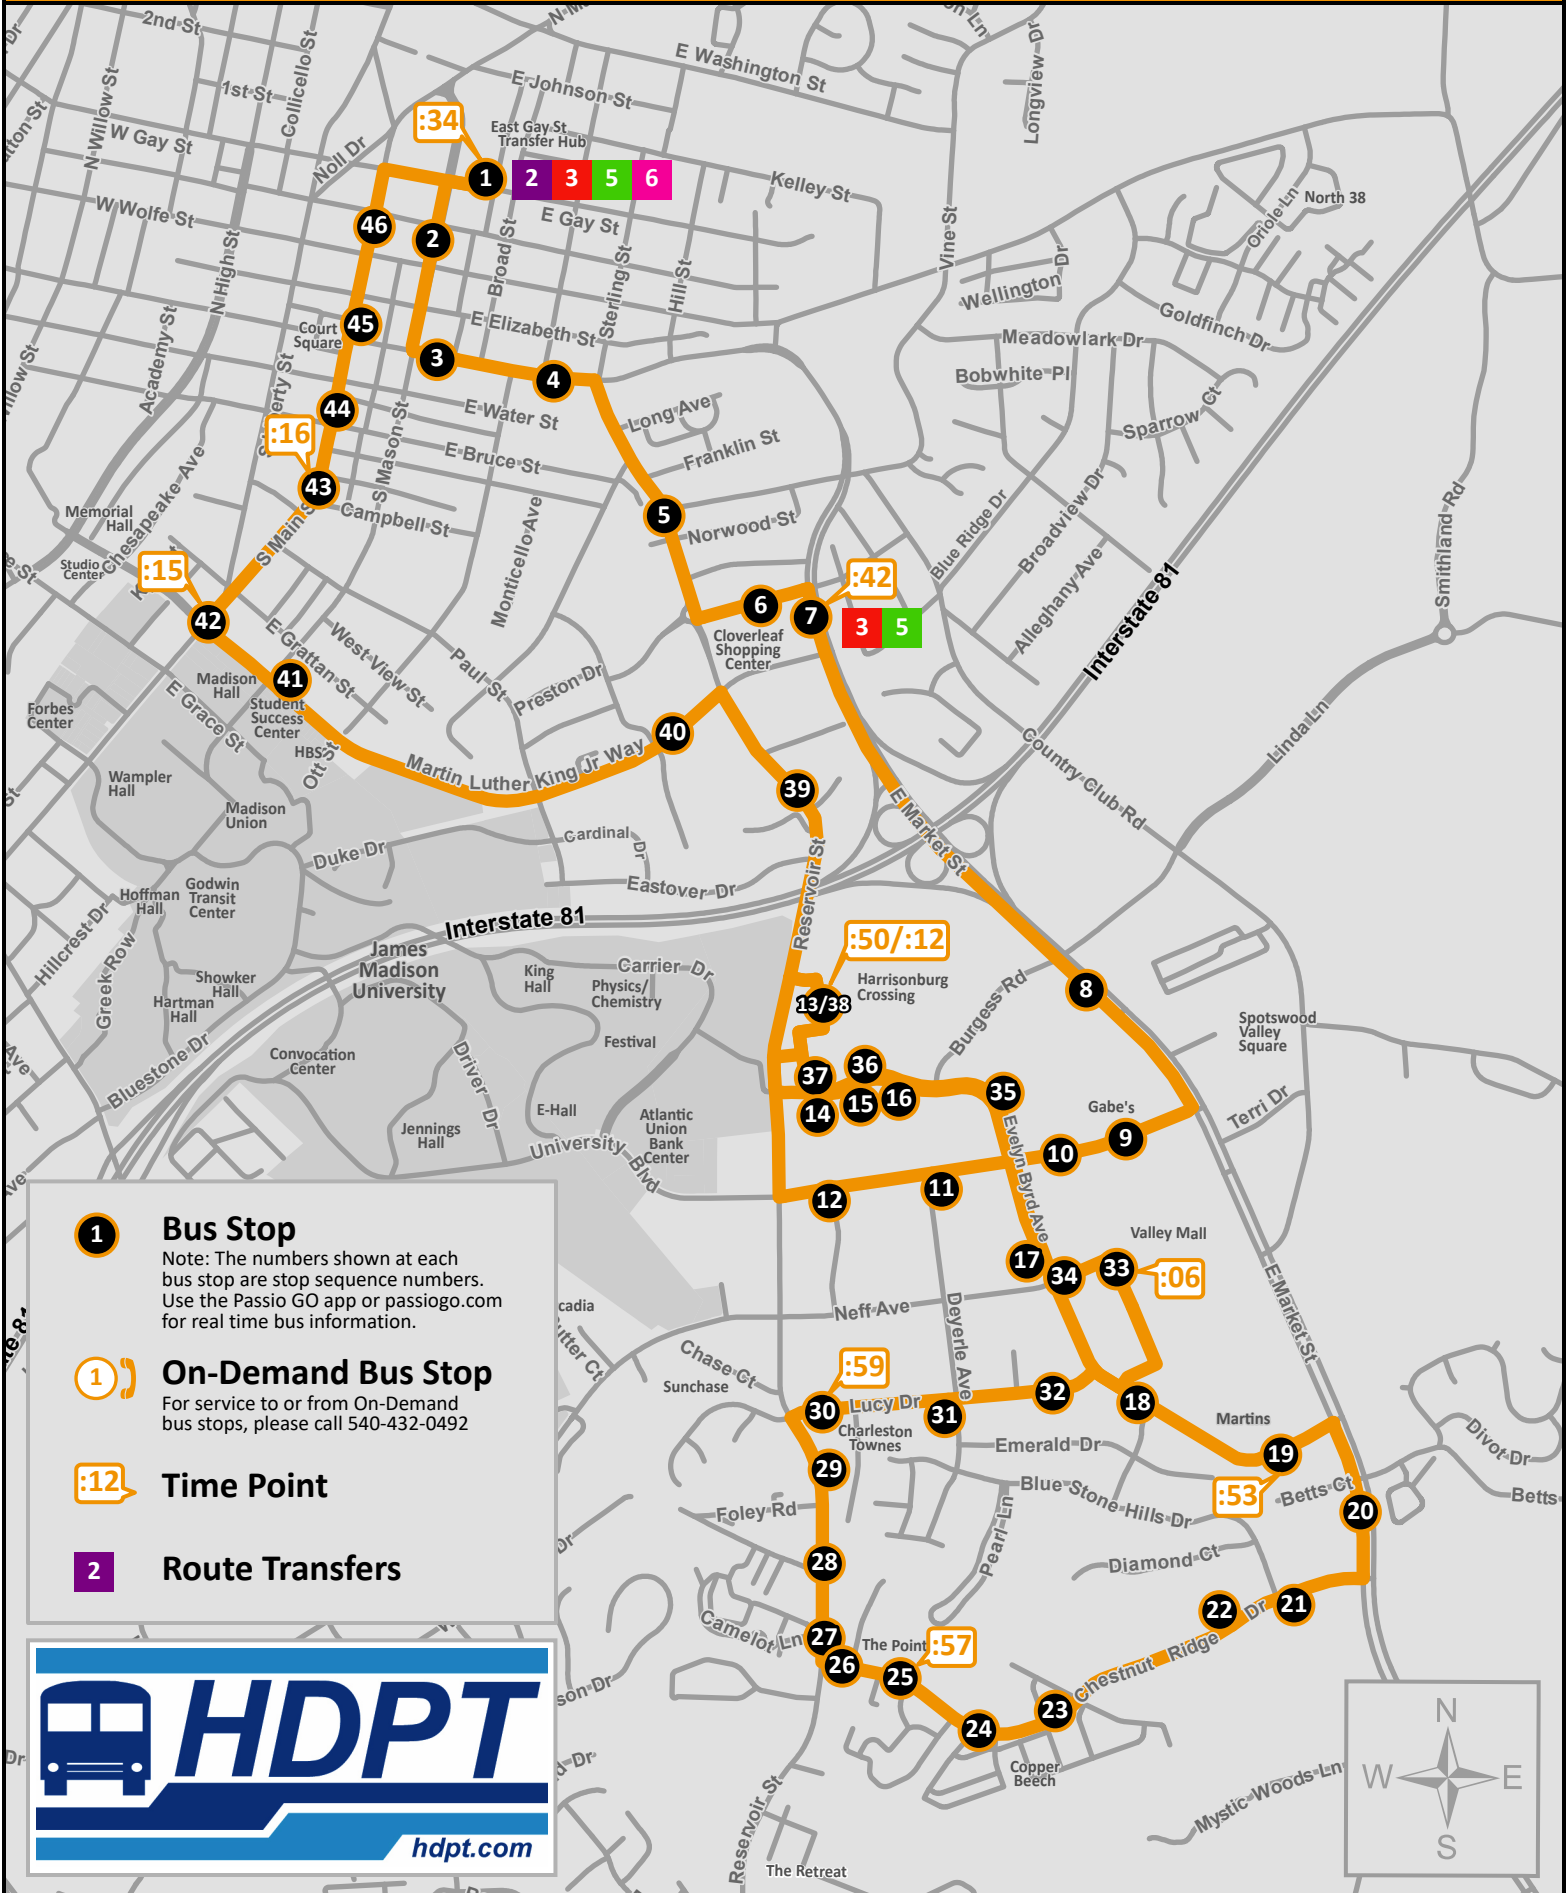 2nd St
N Willow St
Collicello St
1st St
W Gay St
Noll Dr
W Wolfe St
N High St
Academy St
E Washington St
E Johnson St
:34
East Gay St
Transfer Hub
1
2
3
5
6
Kelley St
E Gay St
Broad St
Sterling St
Hill St
Vine St
Longview Dr
North 38
Oriole Ln
Wellington Dr
Goldfinch Dr
Meadowlark Dr
Bobwhite Pl
Sparrow Ct
46
2
45
Court
Square
E Elizabeth St
3
4
44
E Water St
Long Ave
:16
S Mason St
E Bruce St
Franklin St
43
Campbell St
5
Norwood St
Memorial
Hall
Chesapeake Ave
S Main St
Monticello Ave
Studio
Center
:15
42
:42
6
7
3
5
Cloverleaf
Shopping
Center
Blue Ridge Dr
Broadview Dr
Alleghany Ave
Interstate 81
Smithland Rd
E Grattan St
West View St
Paul St
Preston Dr
41
Madison
Hall
Student
Success
Center
E Grace St
Forbes
Center
HBS
Ott St
40
Martin Luther King Jr Way
39
Linda Ln
Country Club Rd
Wampler
Hall
Madison
Union
Duke Dr
Cardinal Dr
Eastover Dr
E Market St
Reservoir St
Interstate 81
Godwin
Transit
Center
Hoffman
Hall
Hillcrest Dr
Greek Row
Showker
Hall
Hartman
Hall
James
Madison
University
King
Hall
Carrier Dr
Physics/
Chemistry
Festival
:50/:12
13/38
Harrisonburg
Crossing
Burgess Rd
8
Spotswood
Valley
Square
Bluestone Dr
Convocation
Center
Driver Dr
E-Hall
Jennings
Hall
University Blvd
Atlantic
Union
Bank
Center
37
36
14
15
16
35
Gabe's
Terri Dr
Evelyn Byrd Ave
10
9
12
11
Valley Mall
17
34
33
:06
Neff Ave
Deyerle Ave
E Market St
Chase Ct
Sunchase
:59
30
Lucy Dr
31
32
18
Charleston
Townes
Martins
19
:53
Betts Ct
Divot Dr
Betts
Emerald Dr
29
Blue Stone Hills Dr
20
Foley Rd
Pearl Ln
Diamond Ct
28
22
21
Camelot Ln
27
The Point
:57
26
25
Chestnut Ridge Dr
23
24
Copper
Beech
Mystic Woods Ln
Reservoir St
The Retreat
1
Bus Stop
Note: The numbers shown at each
bus stop are stop sequence numbers.
Use the Passio GO app or passiogo.com
for real time bus information.
1
On-Demand Bus Stop
For service to or from On-Demand
bus stops, please call 540-432-0492
:12
Time Point
2
Route Transfers
HDPT
hdpt.com
N
W
E
S